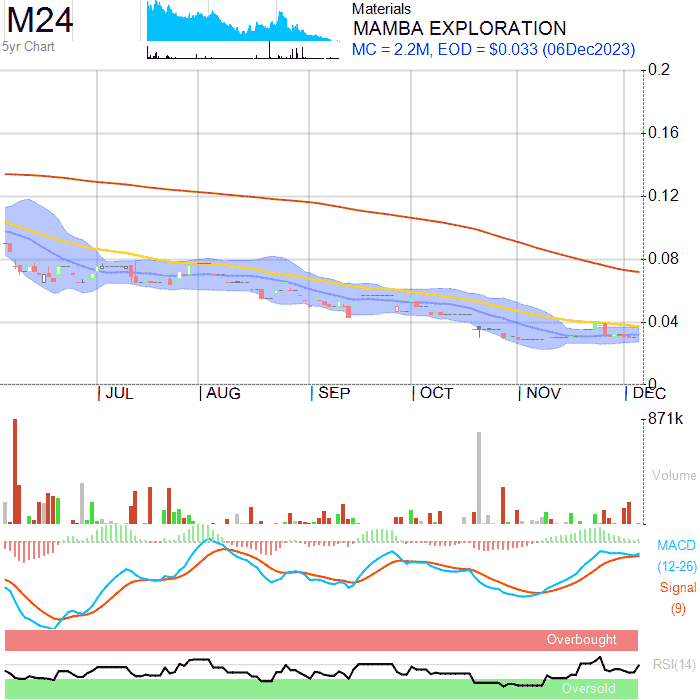 M24
5yr Chart
Materials
MAMBA EXPLORATION
MC = 2.2M, EOD = $0.033 (06Dec2023)
0.2
0.16
0.12
0.08
0.04
0
JUL
AUG
SEP
OCT
NOV
DEC
871k
Volume
MACD
(12-26)
Signal
(9)
Overbought
RSI(14)
Oversold